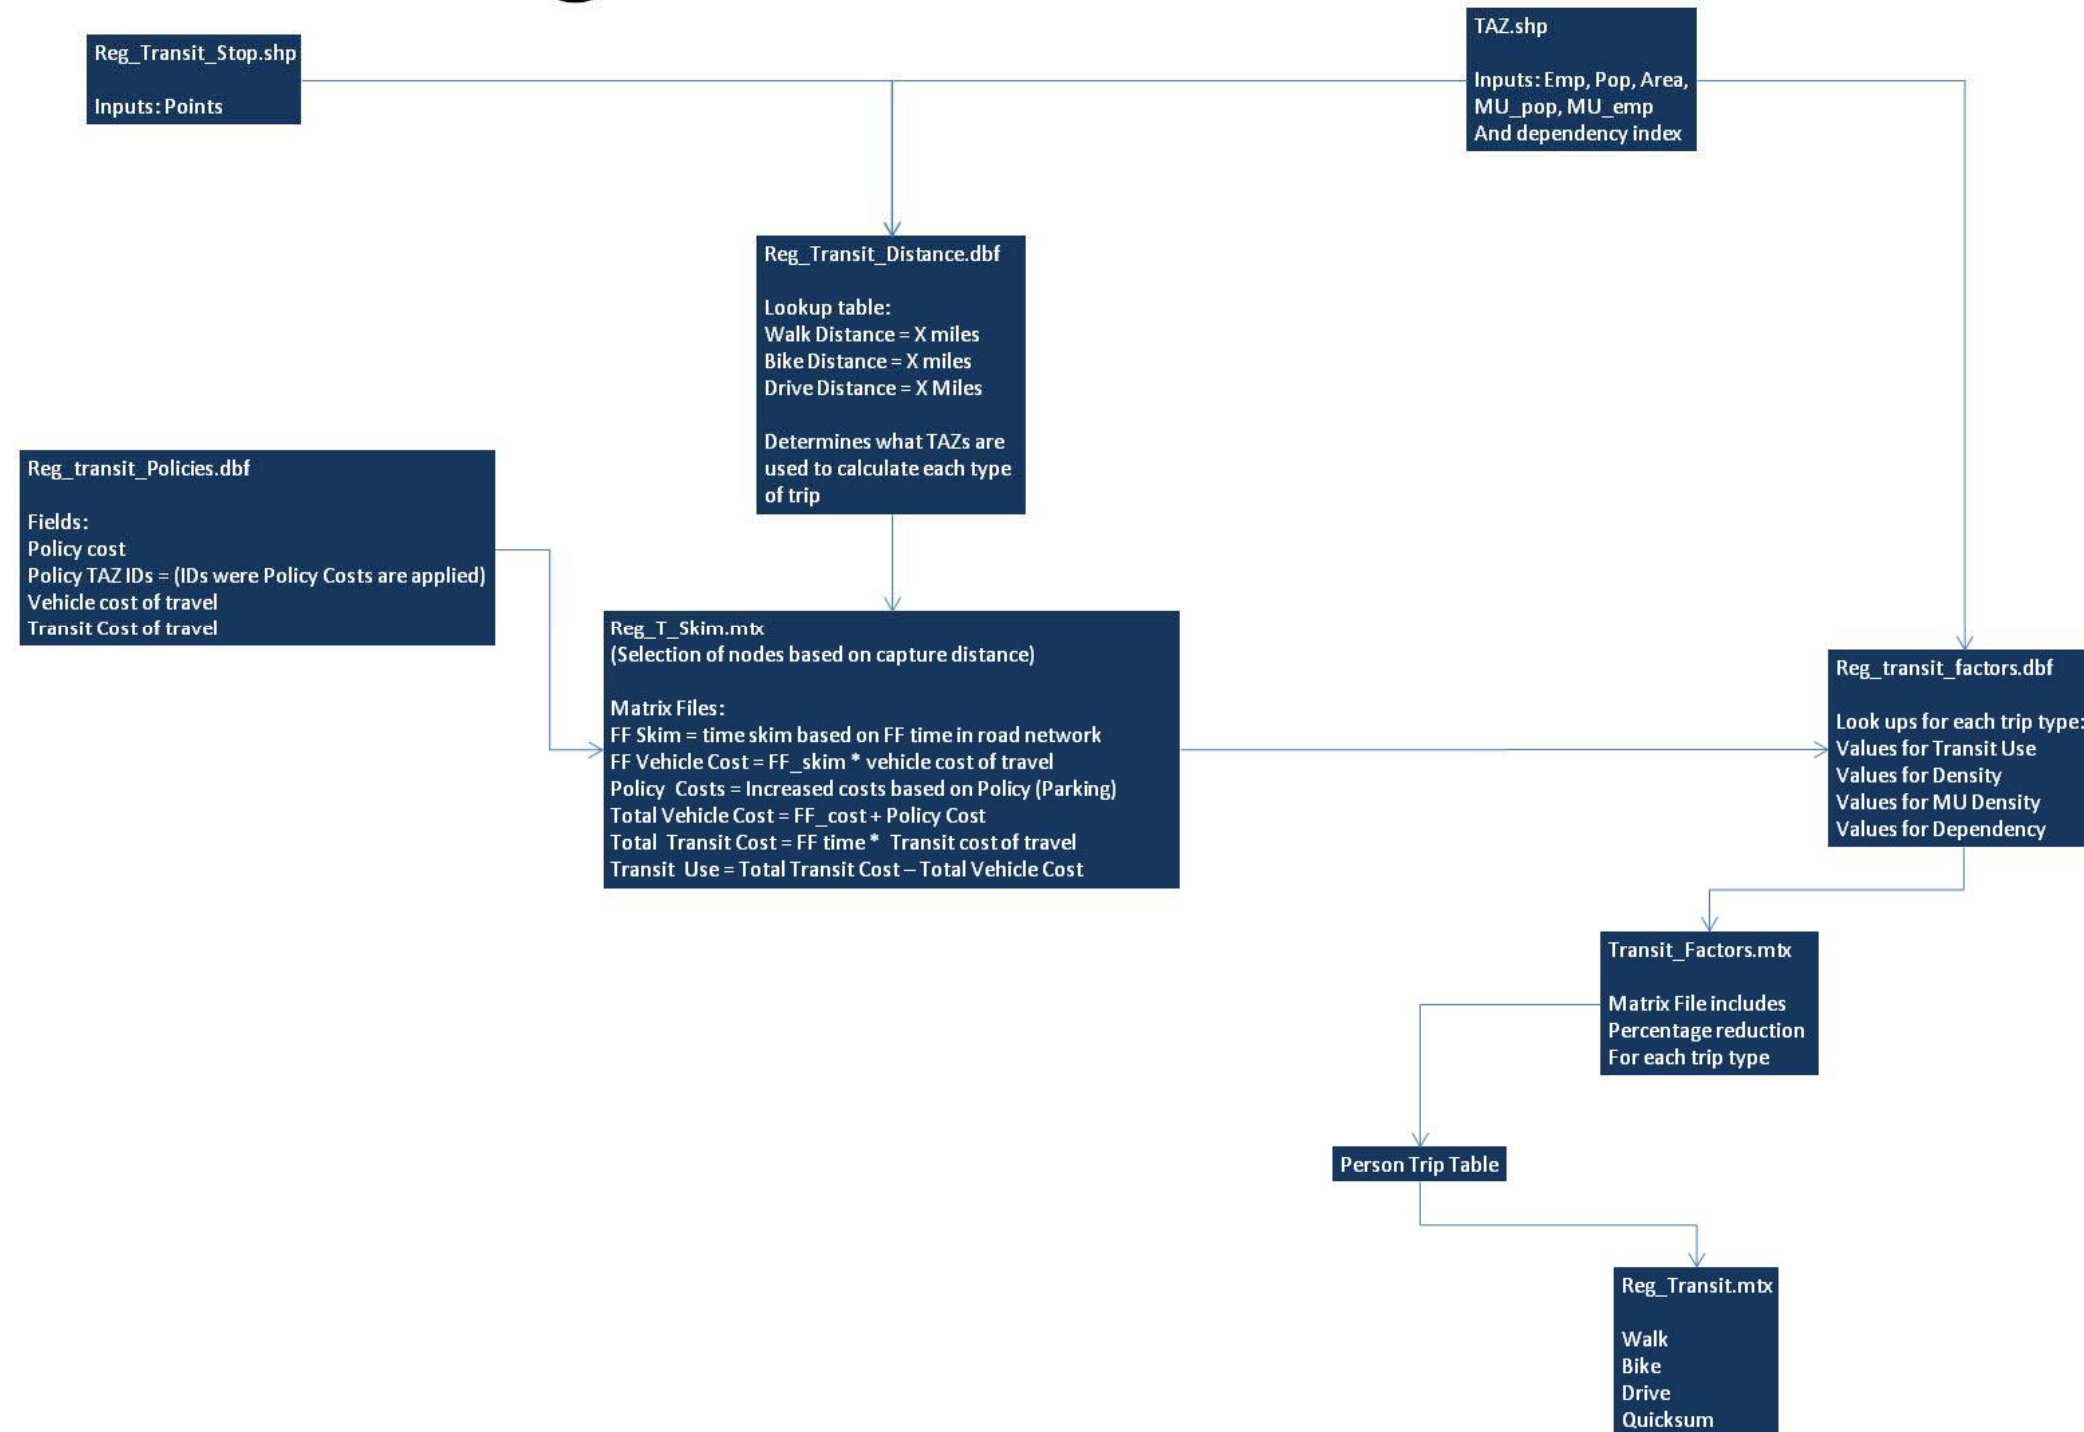 Reg_Transit_Stop.shp
Inputs: Points
TAZ.shp
Inputs: Emp, Pop, Area,
MU_pop, MU_emp
And dependency index
Reg_Transit_Distance.dbf
Lookup table:
Walk Distance = X miles
Bike Distance = X miles
Drive Distance = X Miles
Determines what TAZs are
used to calculate each type
of trip
Reg_transit_Policies.dbf
Fields:
Policy cost
Policy TAZ IDs = (IDs were Policy Costs are applied)
Vehicle cost of travel
Transit Cost of travel
Reg_T_Skim.mtx
(Selection of nodes based on capture distance)
Matrix Files:
FF Skim = time skim based on FF time in road network
FF Vehicle Cost = FF_skim * vehicle cost of travel
Policy Costs = Increased costs based on Policy (Parking)
Total Vehicle Cost = FF_cost + Policy Cost
Total Transit Cost = FF time * Transit cost of travel
Transit Use = Total Transit Cost – Total Vehicle Cost
Reg_transit_factors.dbf
Look ups for each trip type:
Values for Transit Use
Values for Density
Values for MU Density
Values for Dependency
Transit_Factors.mtx
Matrix File includes
Percentage reduction
For each trip type
Person Trip Table
Reg_Transit.mtx
Walk
Bike
Drive
Quicksum